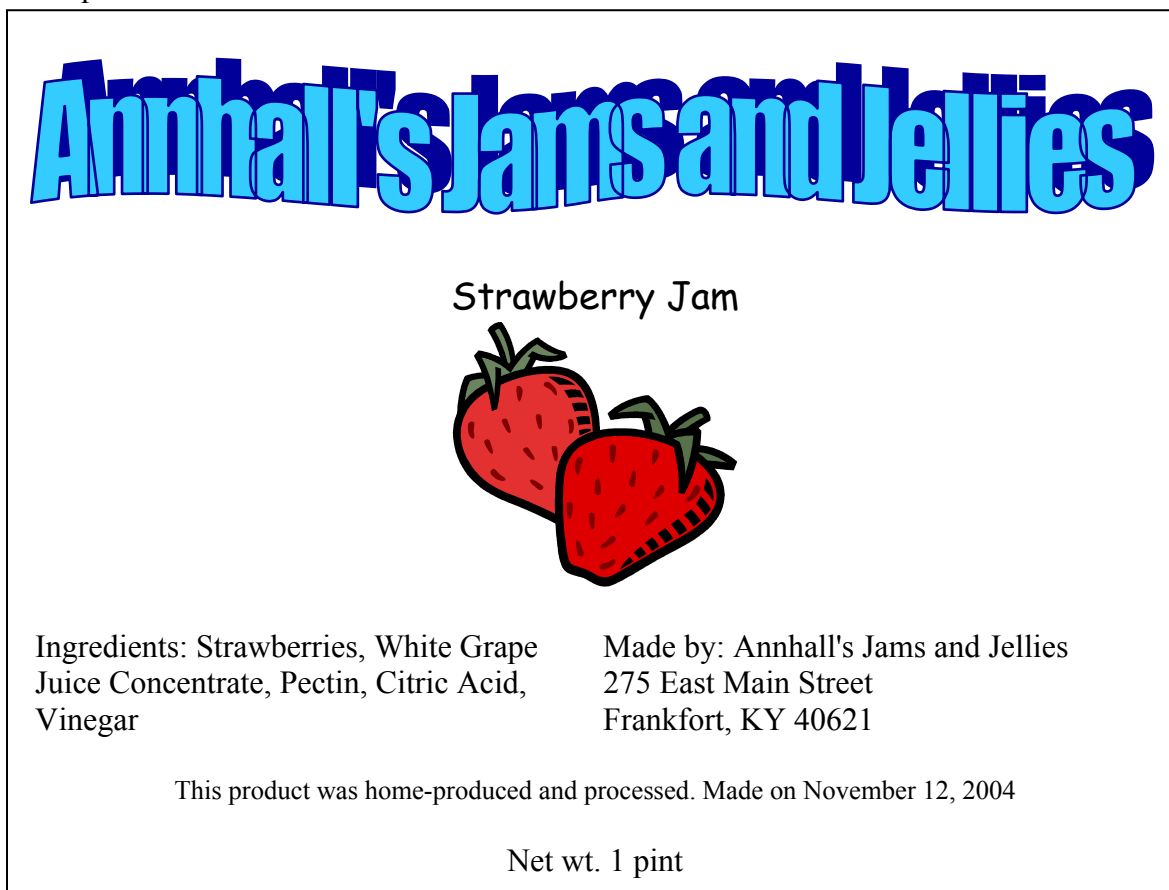 Annhall's Jams and Jellies
Strawberry Jam
Ingredients: Strawberries, White Grape
Juice Concentrate, Pectin, Citric Acid,
Vinegar
Made by: Annhall's Jams and Jellies
275 East Main Street
Frankfort, KY 40621
This product was home-produced and processed. Made on November 12, 2004
Net wt. 1 pint